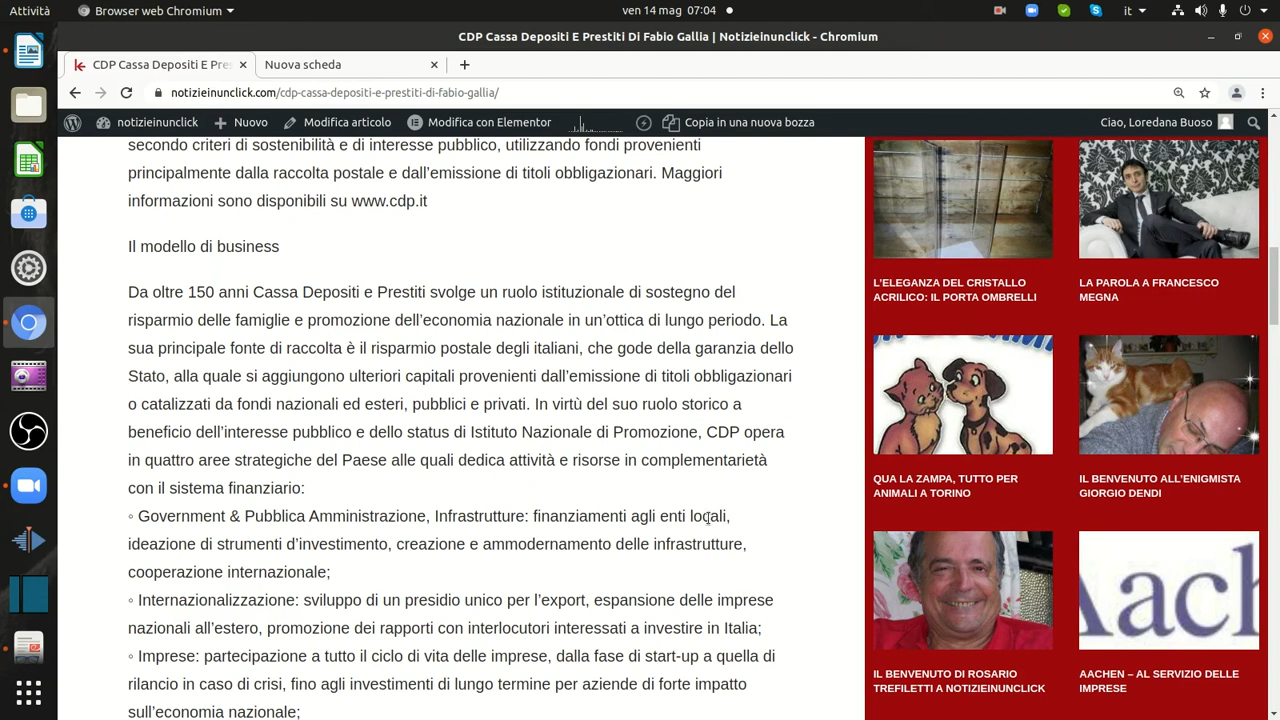 Attività
Browser web Chromium
ven 14 mag 07:04
it
CDP Cassa Depositi E Prestiti Di Fabio Gallia | Notizieinunclick - Chromium
CDP Cassa Depositi E Pres
Nuova scheda
notizieinunclick.com/cdp-cassa-depositi-e-prestiti-di-fabio-gallia/
notizieinunclick
Nuovo
Modifica articolo
Modifica con Elementor
Copia in una nuova bozza
Ciao, Loredana Buoso
secondo criteri di sostenibilità e di interesse pubblico, utilizzando fondi provenienti
principalmente dalla raccolta postale e dall’emissione di titoli obbligazionari. Maggiori
informazioni sono disponibili su www.cdp.it
Il modello di business
Da oltre 150 anni Cassa Depositi e Prestiti svolge un ruolo istituzionale di sostegno del
risparmio delle famiglie e promozione dell’economia nazionale in un’ottica di lungo periodo. La
sua principale fonte di raccolta è il risparmio postale degli italiani, che gode della garanzia dello
Stato, alla quale si aggiungono ulteriori capitali provenienti dall’emissione di titoli obbligazionari
o catalizzati da fondi nazionali ed esteri, pubblici e privati. In virtù del suo ruolo storico a
beneficio dell’interesse pubblico e dello status di Istituto Nazionale di Promozione, CDP opera
in quattro aree strategiche del Paese alle quali dedica attività e risorse in complementarietà
con il sistema finanziario:
◦ Government & Pubblica Amministrazione, Infrastrutture: finanziamenti agli enti locali,
ideazione di strumenti d’investimento, creazione e ammodernamento delle infrastrutture,
cooperazione internazionale;
◦ Internazionalizzazione: sviluppo di un presidio unico per l’export, espansione delle imprese
nazionali all’estero, promozione dei rapporti con interlocutori interessati a investire in Italia;
◦ Imprese: partecipazione a tutto il ciclo di vita delle imprese, dalla fase di start-up a quella di
rilancio in caso di crisi, fino agli investimenti di lungo termine per aziende di forte impatto
sull’economia nazionale;
L’ELEGANZA DEL CRISTALLO
ACRILICO: IL PORTA OMBRELLI
LA PAROLA A FRANCESCO
MEGNA
QUA LA ZAMPA, TUTTO PER
ANIMALI A TORINO
IL BENVENUTO ALL’ENIGMISTA
GIORGIO DENDI
Aach
IL BENVENUTO DI ROSARIO
TREFILETTI A NOTIZIEINUNCLICK
AACHEN – AL SERVIZIO DELLE
IMPRESE